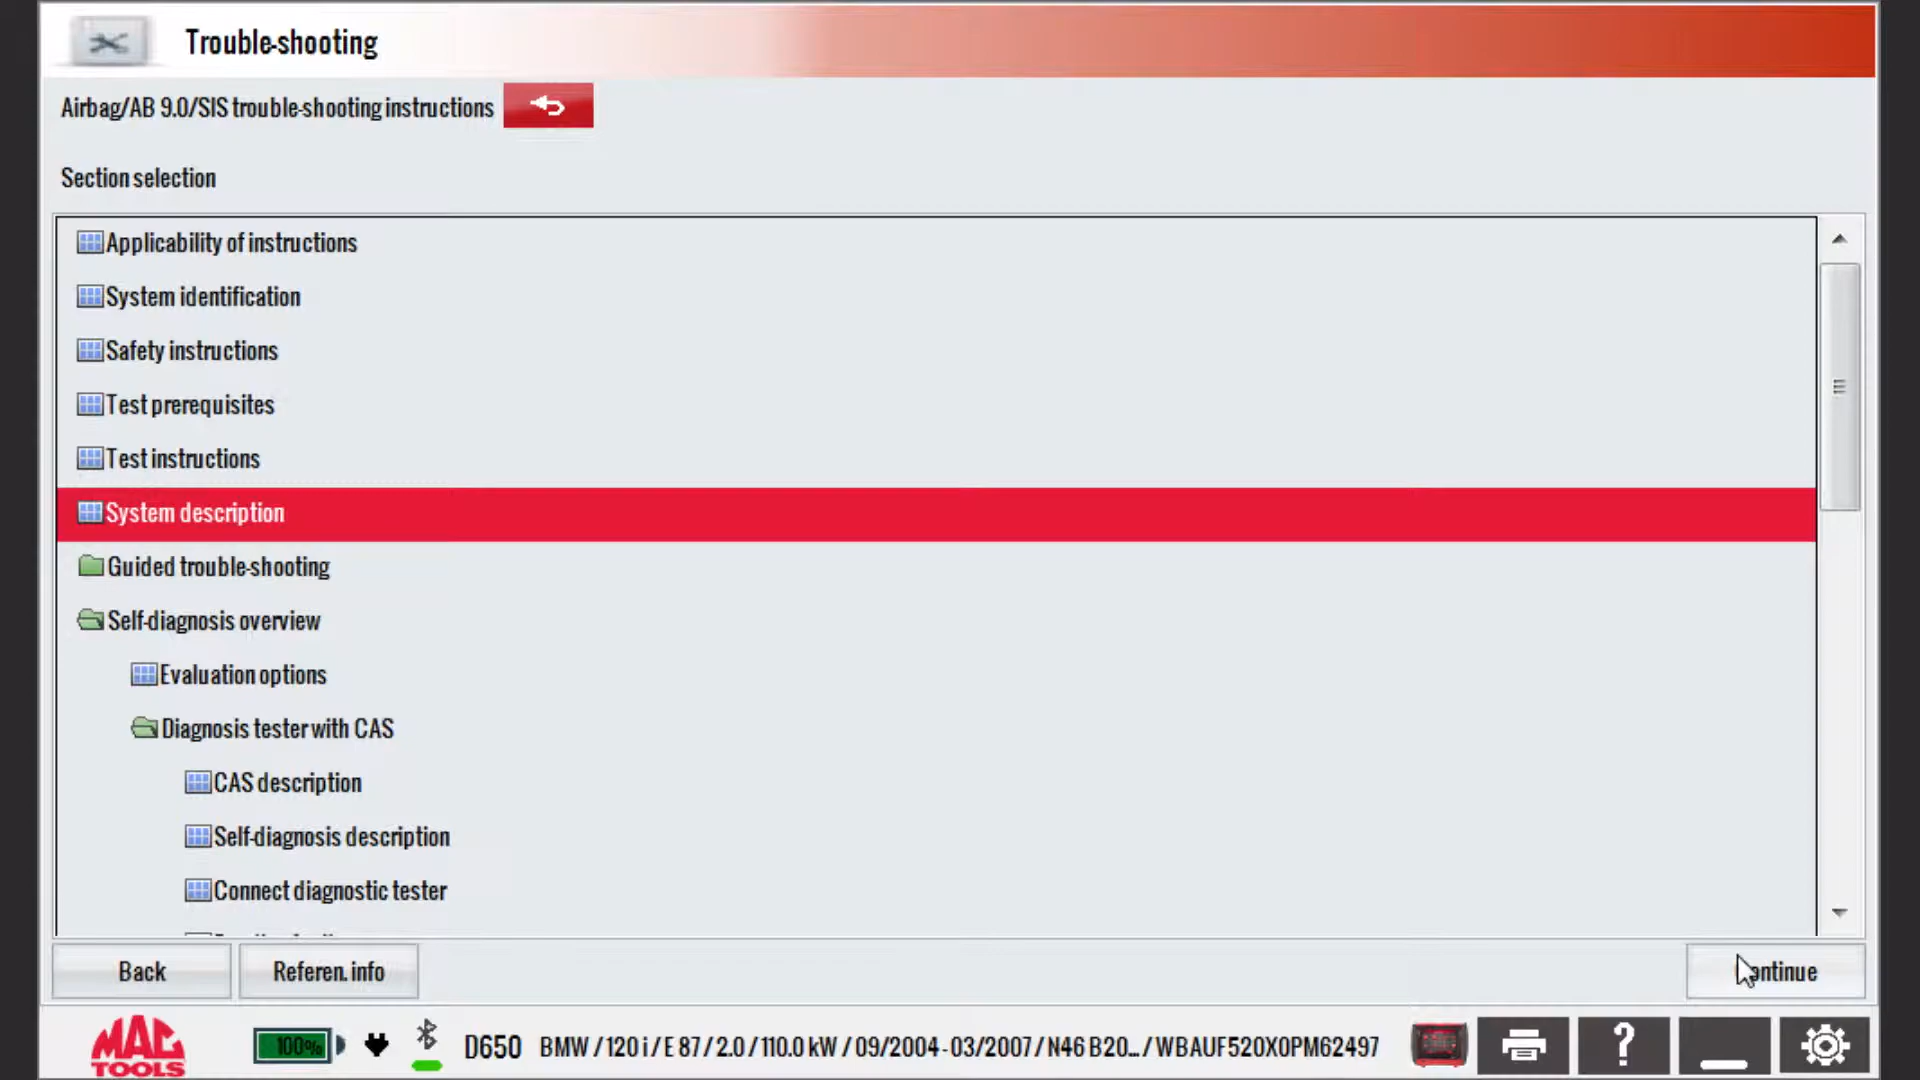 Trouble-shooting
Airbag/AB 9.0/SIS trouble-shooting instructions
Section selection
Applicability of instructions
System identification
Safety instructions
Test prerequisites
Test instructions
System description
Guided trouble-shooting
Self-diagnosis overview
Evaluation options
Diagnosis tester with CAS
CAS description
Self-diagnosis description
Connect diagnostic tester
Back
Referen. info
ontinue
MAC TOOLS
100%
D650
BMW / 120 i / E 87 / 2.0 / 110.0 kW / 09/2004 - 03/2007 / N46 B20... / WBAUF520X0PM62497
?